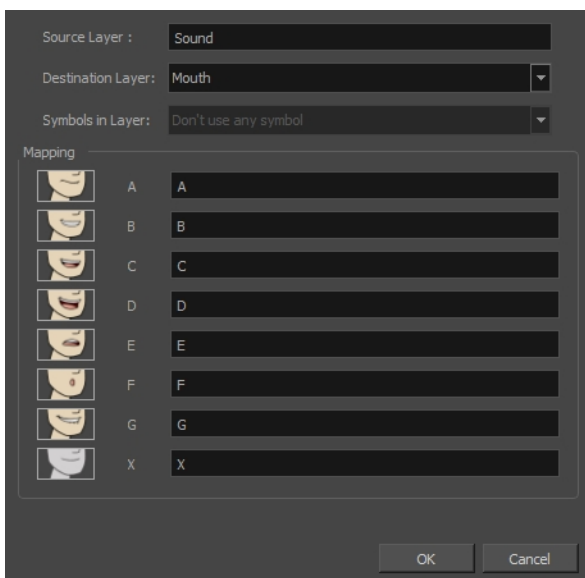 Source Layer : Sound
Destination Layer: Mouth
Symbols in Layer: Don't use any symbol
Mapping
A A
B B
C C
D D
E E
F F
G G
X X
OK Cancel